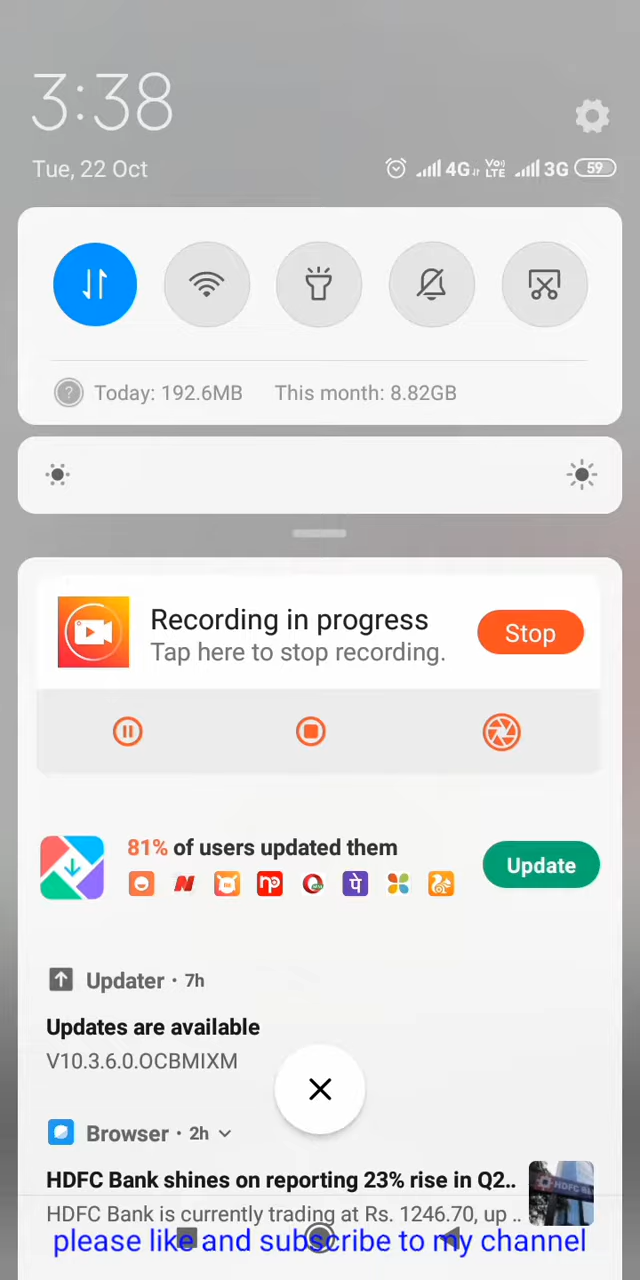 3:38
Tue, 22 Oct
4G Vo) LTE 3G 59
Today: 192.6MB This month: 8.82GB
Recording in progress
Tap here to stop recording.
Stop
81% of users updated them
Update
Updater · 7h
Updates are available
V10.3.6.0.OCBMIXM
Browser · 2h
HDFC Bank shines on reporting 23% rise in Q2..
HDFC Bank is currently trading at Rs. 1246.70, up ..
please like and subscribe to my channel